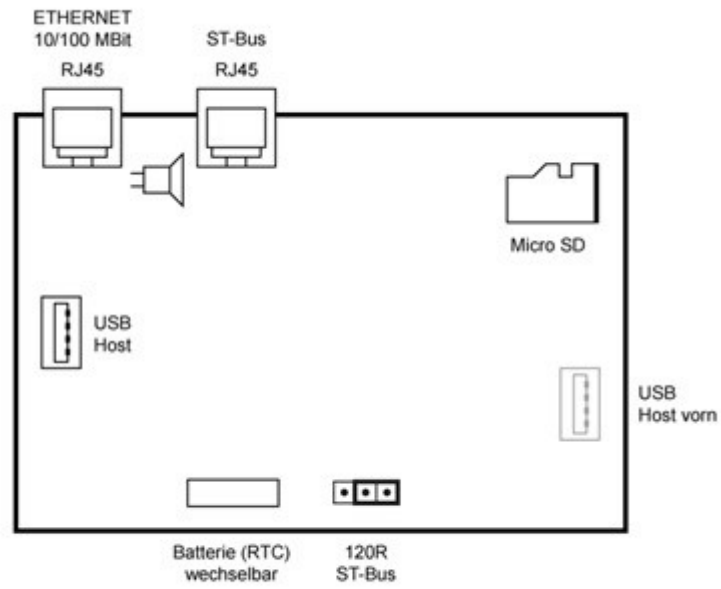 ETHERNET
10/100 MBit
RJ45
ST-Bus
RJ45
Micro SD
USB
Host
USB
Host vorn
Batterie (RTC)
wechselbar
120R
ST-Bus